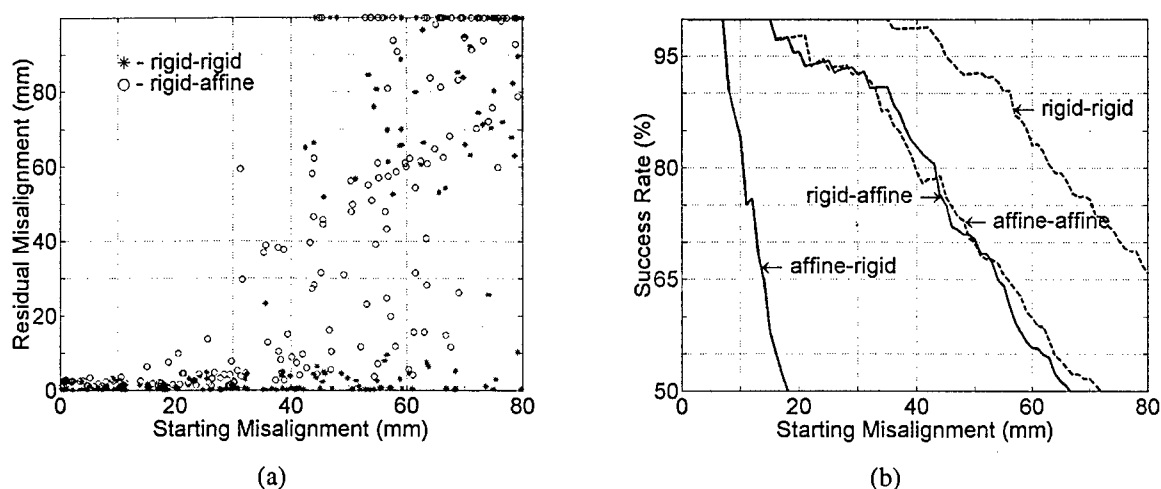 * - rigid-rigid
o - rigid-affine
Residual Misalignment (mm)
80
60
40
20
0
0 20 40 60 80
Starting Misalignment (mm)
(a)
Success Rate (%)
95
80
65
50
rigid-rigid
rigid-affine
affine-affine
affine-rigid
0 20 40 60 80
Starting Misalignment (mm)
(b)